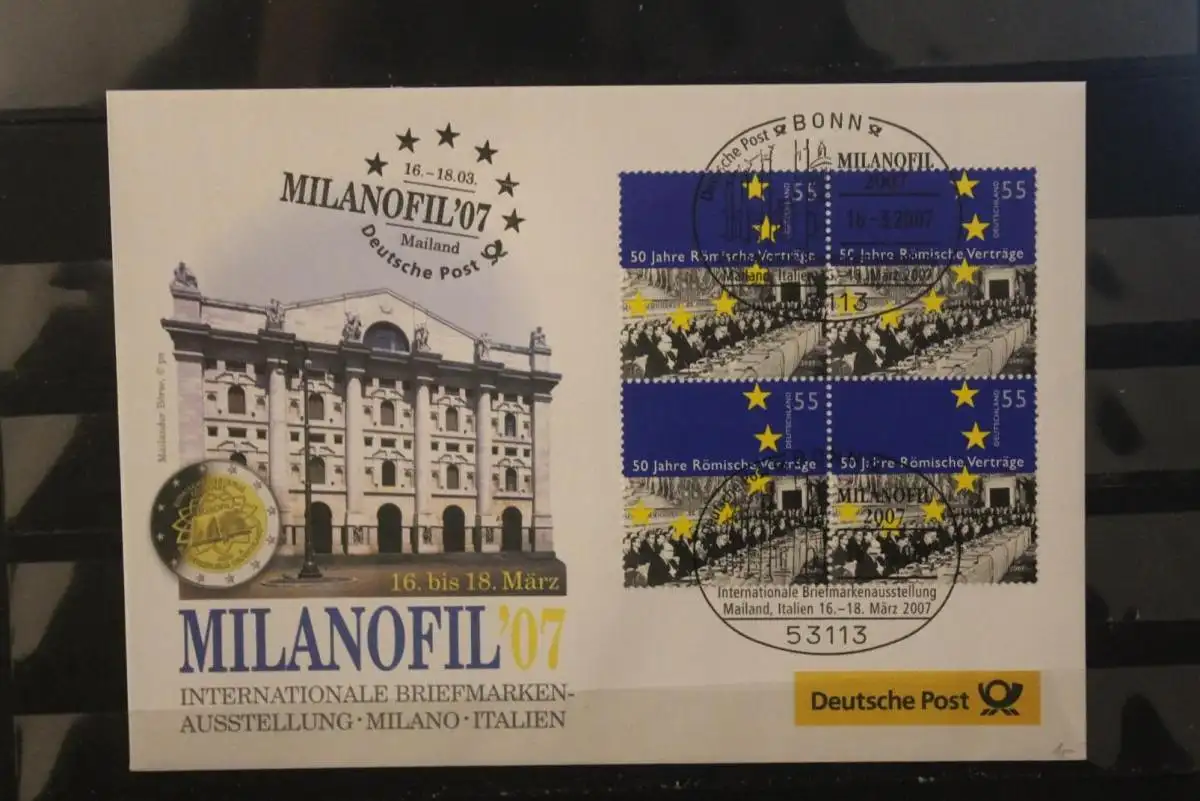 16.–18.03.
MILANOFIL'07
Mailand
Deutsche Post
Mailänder Börse, © pn
16. bis 18. März
MILANOFIL'07
INTERNATIONALE BRIEFMARKEN-
AUSSTELLUNG · MILANO · ITALIEN
Deutsche Post BONN
MILANOFIL
2007
16.-3.2007
Mailand, Italien 16.–18. März 2007
53113
55
DEUTSCHLAND
50 Jahre Römische Verträge
55
DEUTSCHLAND
50 Jahre Römische Verträge
55
DEUTSCHLAND
50 Jahre Römische Verträge
55
DEUTSCHLAND
50 Jahre Römische Verträge
MILANOFIL
2007
Internationale Briefmarkenausstellung
Mailand, Italien 16.–18. März 2007
53113
Deutsche Post